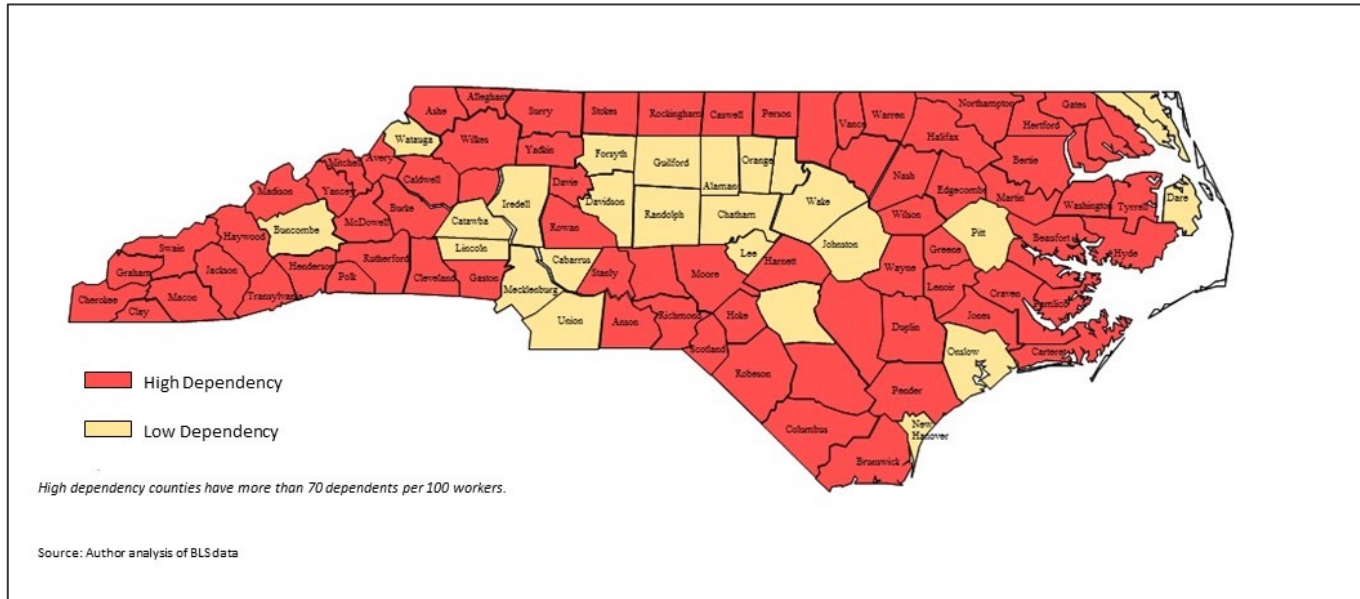 Ashe
Alleghany
Surry
Stokes
Rockingham
Caswell
Person
Vance
Warren
Northampton
Gates
Hertford
Halifax
Watauga
Wilkes
Yadkin
Forsyth
Guilford
Orange
Bertie
Mitchell
Avery
Caldwell
Davie
Alamanc
Nash
Edgecombe
Martin
Madison
Yancey
Iredell
Davidson
Randolph
Chatham
Wake
Washington
Tyrrell
Dare
Burke
McDowell
Catawba
Rowan
Wilson
Buncombe
Haywood
Swain
Lincoln
Johnston
Pitt
Beaufort
Hyde
Rutherford
Lee
Harnett
Greene
Graham
Jackson
Henderson
Polk
Cleveland
Gaston
Cabarrus
Stanly
Moore
Wayne
Lenoir
Craven
Pamlico
Cherokee
Macon
Transylvania
Clay
Mecklenburg
Union
Anson
Richmond
Hoke
Jones
Duplin
Scotland
Onslow
Carteret
Robeson
Pender
Columbus
New
Hanover
Brunswick
High Dependency
Low Dependency
High dependency counties have more than 70 dependents per 100 workers.
Source: Author analysis of BLS data